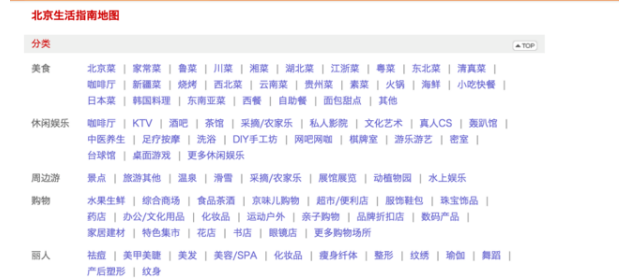 北京生活指南地图
分类 TOP
美食 北京菜 | 家常菜 | 鲁菜 | 川菜 | 湘菜 | 湖北菜 | 江浙菜 | 粤菜 | 东北菜 | 清真菜 |
咖啡厅 | 新疆菜 | 烧烤 | 西北菜 | 云南菜 | 贵州菜 | 素菜 | 火锅 | 海鲜 | 小吃快餐 |
日本菜 | 韩国料理 | 东南亚菜 | 西餐 | 自助餐 | 面包甜点 | 其他
休闲娱乐 咖啡厅 | KTV | 酒吧 | 茶馆 | 采摘/农家乐 | 私人影院 | 文化艺术 | 真人CS | 轰趴馆 |
中医养生 | 足疗按摩 | 洗浴 | DIY手工坊 | 网吧网咖 | 棋牌室 | 游乐游艺 | 密室 |
台球馆 | 桌面游戏 | 更多休闲娱乐
周边游 景点 | 旅游其他 | 温泉 | 滑雪 | 采摘/农家乐 | 展馆展览 | 动植物园 | 水上娱乐
购物 水果生鲜 | 综合商场 | 食品茶酒 | 京味儿购物 | 超市/便利店 | 服饰鞋包 | 珠宝饰品 |
药店 | 办公/文化用品 | 化妆品 | 运动户外 | 亲子购物 | 品牌折扣店 | 数码产品 |
家居建材 | 特色集市 | 花店 | 书店 | 眼镜店 | 更多购物场所
丽人 祛痘 | 美甲美睫 | 美发 | 美容/SPA | 化妆品 | 瘦身纤体 | 整形 | 纹绣 | 瑜伽 | 舞蹈 |
产后塑形 | 纹身